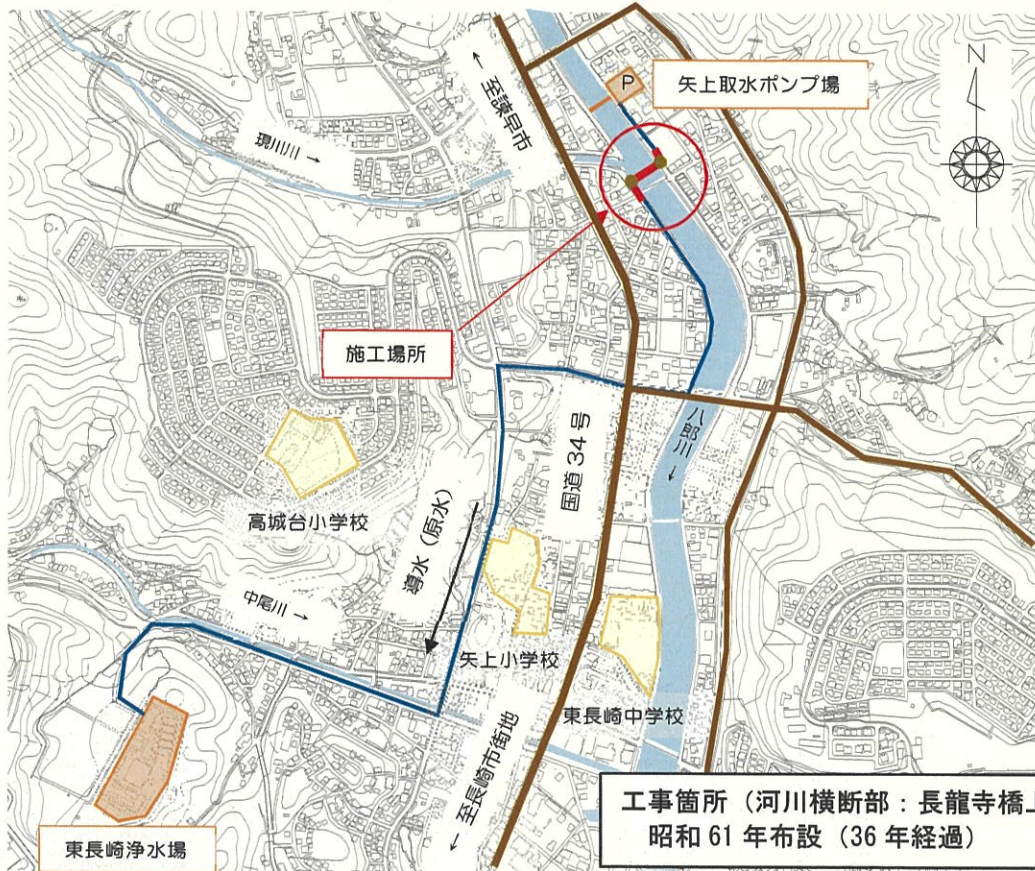 N
P
矢上取水ポンプ場
← 至諫早市
現川川 →
施工場所
国道34号
八郎川 →
高城台小学校
導水(原水)
中尾川 →
矢上小学校
東長崎中学校
← 至長崎市街地
東長崎浄水場
工事箇所(河川横断部:長龍寺橋上
昭和61年布設(36年経過)